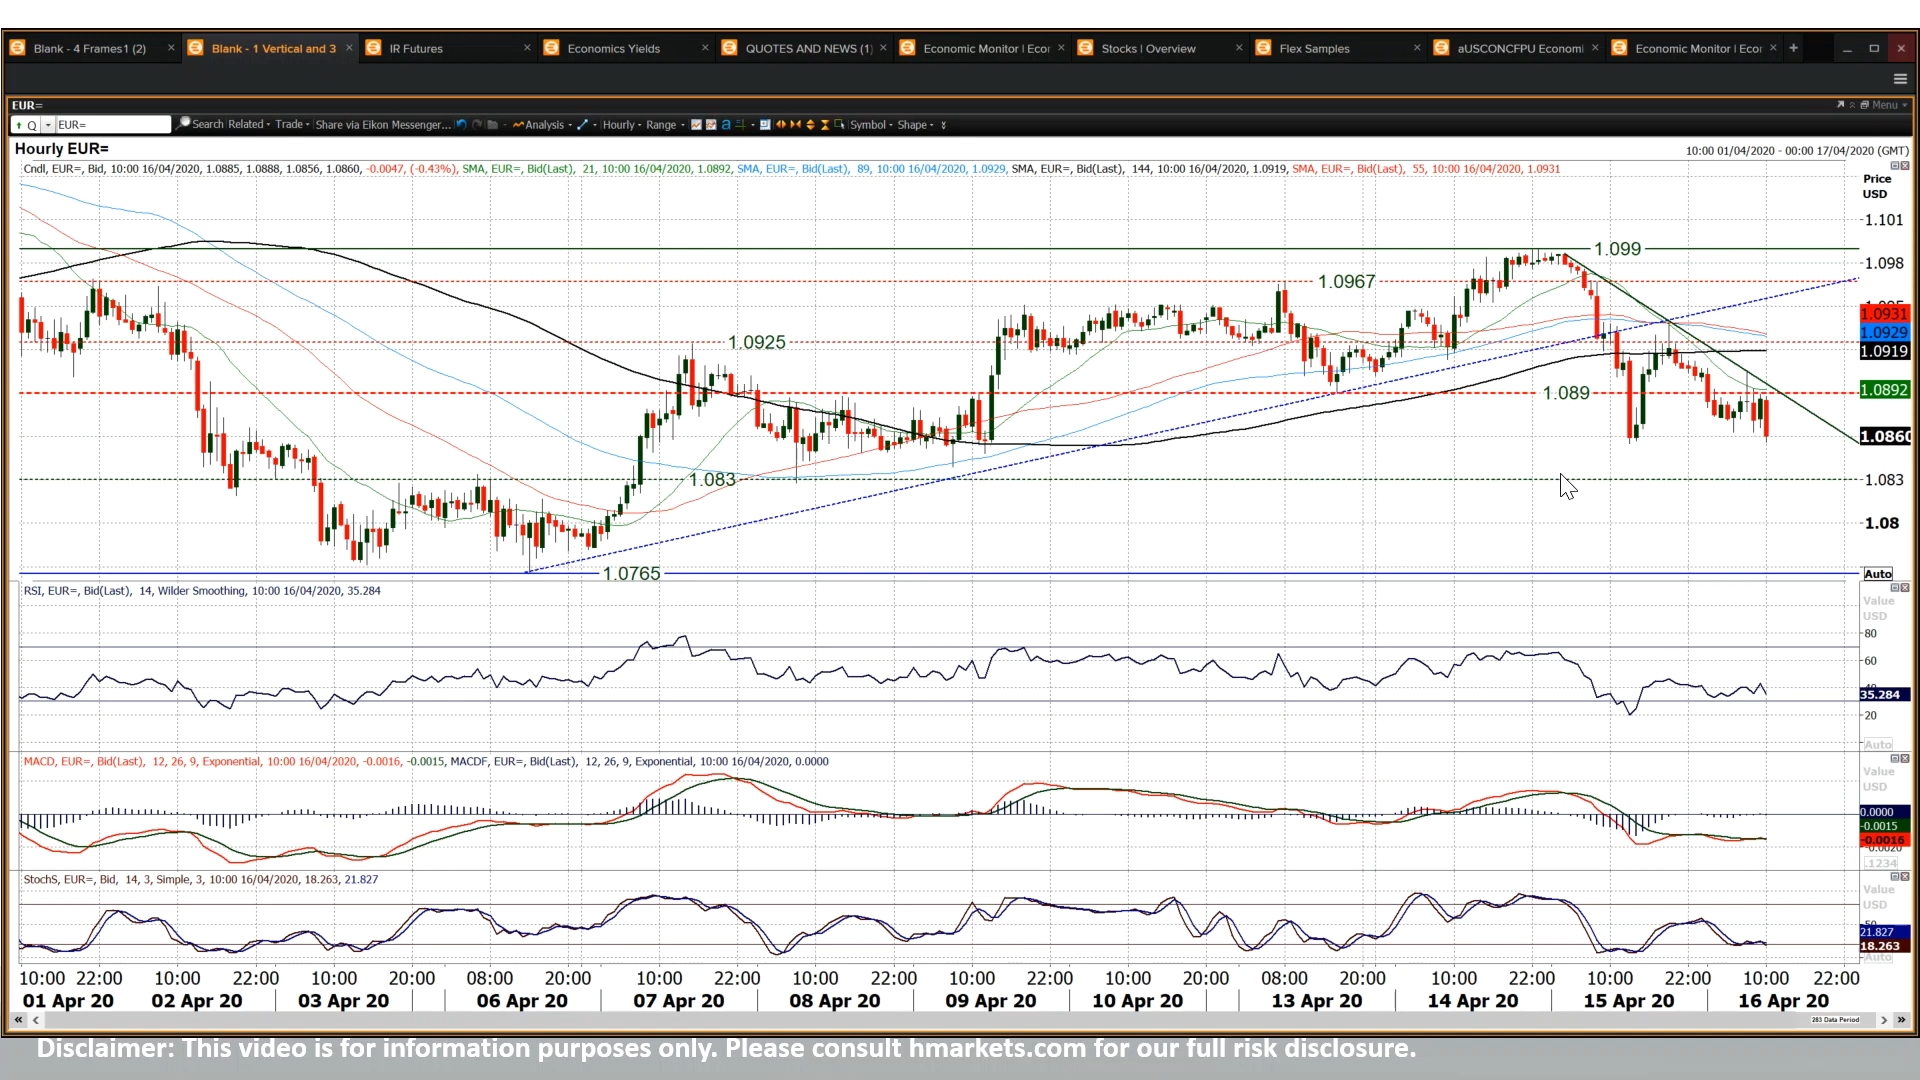 Blank - 4 Frames1 (2) Blank - 1 Vertical and 3 IR Futures Economics Yields QUOTES AND NEWS (1) Economic Monitor | Ecor Stocks | Overview Flex Samples aUSCONCFPU Economi Economic Monitor | Ecor
EUR= Menu
Q EUR= Search Related Trade Share via Eikon Messenger... Analysis Hourly Range Symbol Shape
Hourly EUR=
10:00 01/04/2020 - 00:00 17/04/2020 (GMT)
Cndl, EUR=, Bid, 10:00 16/04/2020, 1.0885, 1.0888, 1.0856, 1.0860, -0.0047, (-0.43%), SMA, EUR=, Bid(Last), 21, 10:00 16/04/2020, 1.0892, SMA, EUR=, Bid(Last), 89, 10:00 16/04/2020, 1.0929, SMA, EUR=, Bid(Last), 144, 10:00 16/04/2020, 1.0919, SMA, EUR=, Bid(Last), 55, 10:00 16/04/2020, 1.0931
Price
USD
1.101
1.099
1.098
1.0967
1.0931
1.0929
1.0925
1.0919
1.0892
1.089
1.0860
1.083 1.083
1.08
1.0765
Auto
RSI, EUR=, Bid(Last), 14, Wilder Smoothing, 10:00 16/04/2020, 35.284
Value
USD
80
60
35.284
20
Auto
MACD, EUR=, Bid(Last), 12, 26, 9, Exponential, 10:00 16/04/2020, -0.0016, -0.0015, MACDF, EUR=, Bid(Last), 12, 26, 9, Exponential, 10:00 16/04/2020, 0.0000
Value
USD
0.0000
-0.0015
-0.0016
.1234
StochS, EUR=, Bid, 14, 3, Simple, 3, 10:00 16/04/2020, 18.263, 21.827
Value
USD
21.827
18.263
Auto
10:00 22:00 10:00 22:00 10:00 20:00 08:00 20:00 10:00 22:00 10:00 22:00 10:00 22:00 10:00 22:00 08:00 20:00 10:00 22:00 10:00 22:00 10:00 22:00
01 Apr 20 02 Apr 20 03 Apr 20 06 Apr 20 07 Apr 20 08 Apr 20 09 Apr 20 10 Apr 20 13 Apr 20 14 Apr 20 15 Apr 20 16 Apr 20
283 Data Period
Disclaimer: This video is for information purposes only. Please consult hmarkets.com for our full risk disclosure.